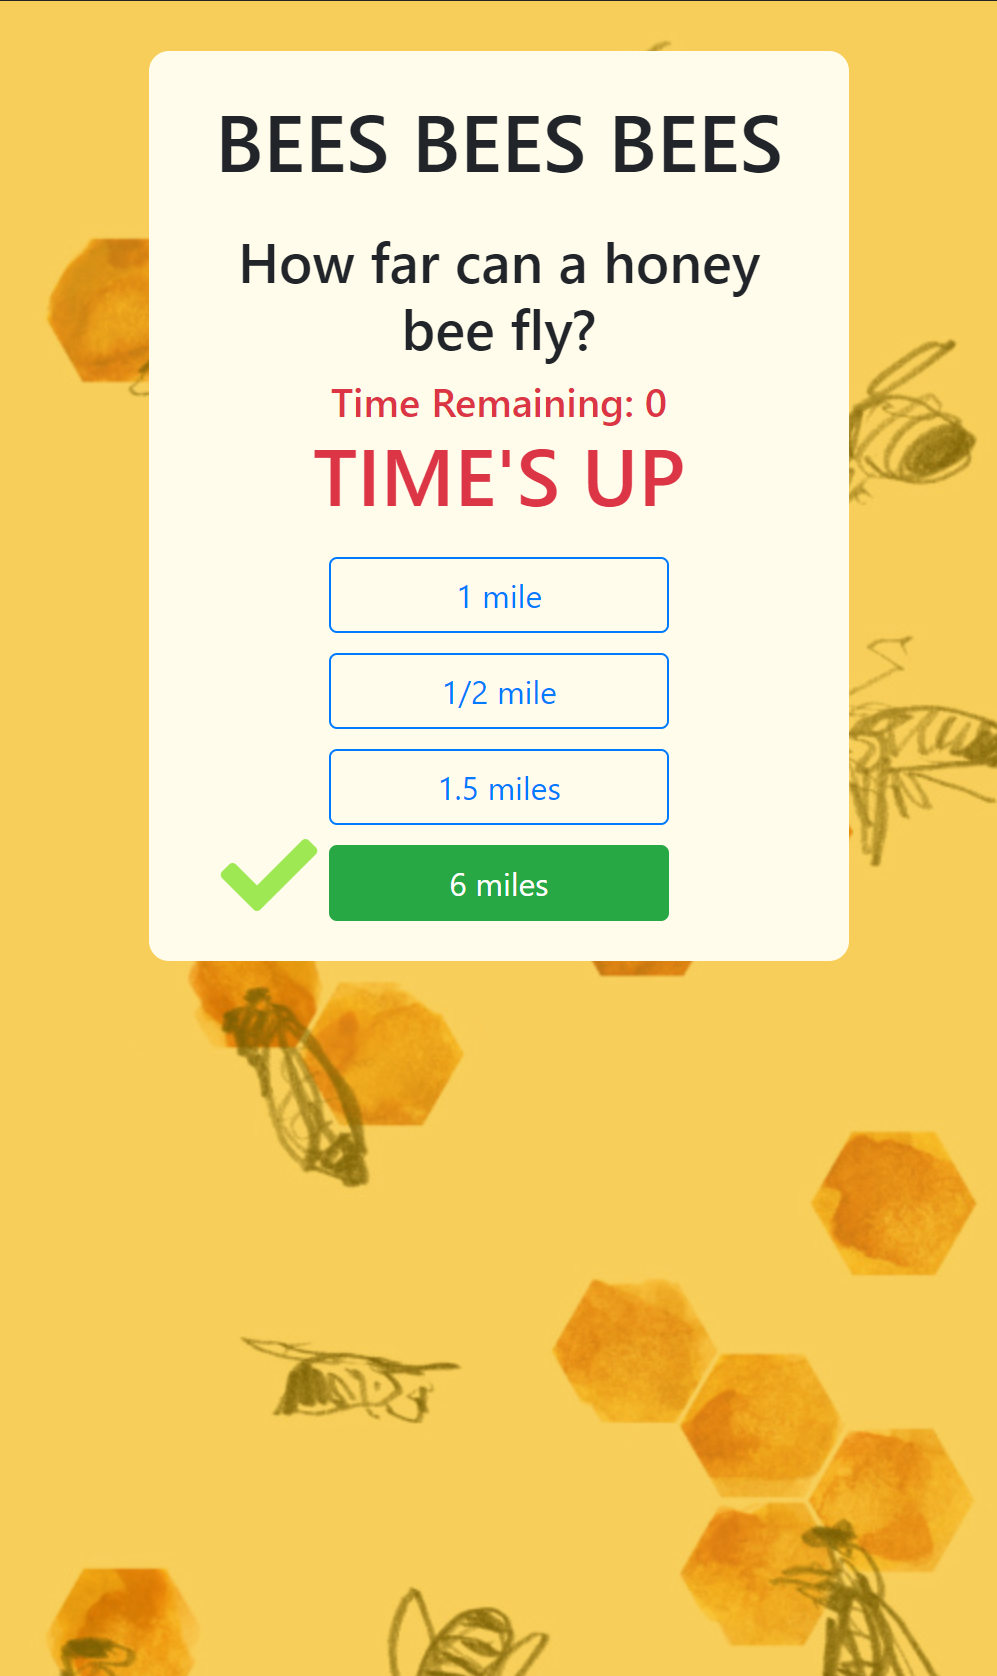 BEES BEES BEES
How far can a honey
bee fly?
Time Remaining: 0
TIME'S UP
1 mile
1/2 mile
1.5 miles
6 miles